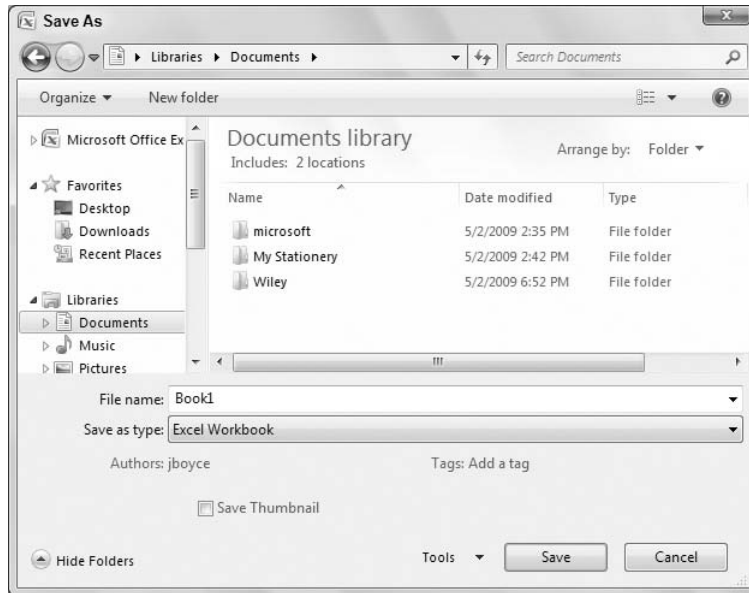 Save As
Libraries Documents
Search Documents
Organize New folder
Microsoft Office Ex
Favorites
Desktop
Downloads
Recent Places
Libraries
Documents
Music
Pictures
Documents library
Includes: 2 locations
Arrange by: Folder
Name Date modified Type
microsoft 5/2/2009 2:35 PM File folder
My Stationery 5/2/2009 2:42 PM File folder
Wiley 5/2/2009 6:52 PM File folder
File name: Book1
Save as type: Excel Workbook
Authors: jboyce Tags: Add a tag
Save Thumbnail
Hide Folders Tools Save Cancel